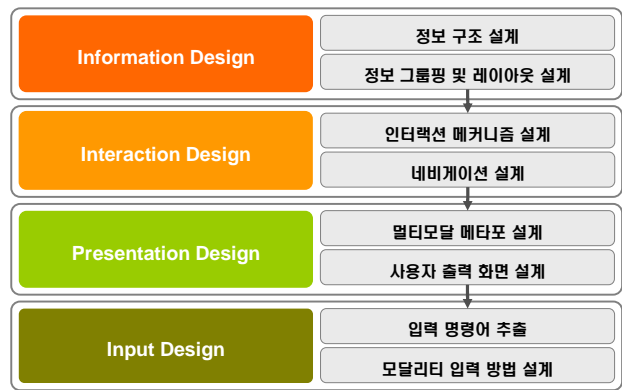 Information Design
정보 구조 설계
정보 그룹핑 및 레이아웃 설계
Interaction Design
인터랙션 메커니즘 설계
네비게이션 설계
Presentation Design
멀티모달 메타포 설계
사용자 출력 화면 설계
Input Design
입력 명령어 추출
모달리티 입력 방법 설계